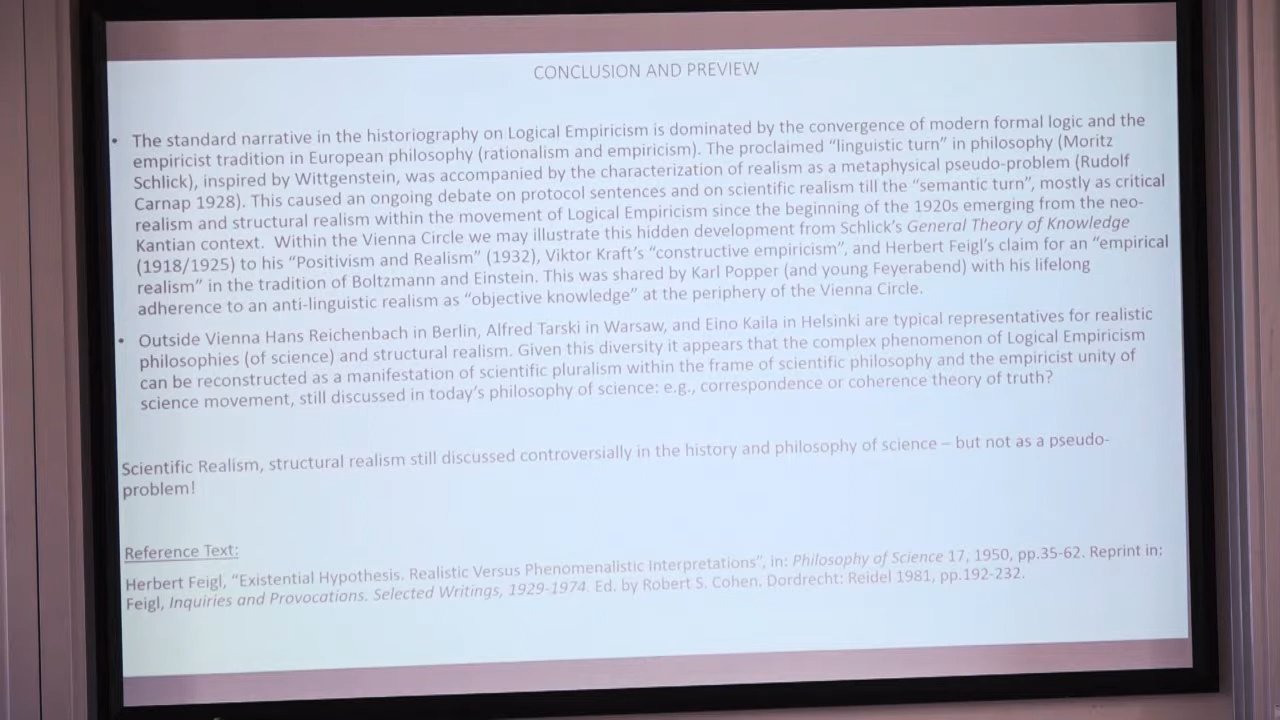 CONCLUSION AND PREVIEW
• The standard narrative in the historiography on Logical Empiricism is dominated by the convergence of modern formal logic and the
empiricist tradition in European philosophy (rationalism and empiricism). The proclaimed “linguistic turn” in philosophy (Moritz
Schlick), inspired by Wittgenstein, was accompanied by the characterization of realism as a metaphysical pseudo-problem (Rudolf
Carnap 1928). This caused an ongoing debate on protocol sentences and on scientific realism till the “semantic turn”, mostly as critical
realism and structural realism within the movement of Logical Empiricism since the beginning of the 1920s emerging from the neo-
Kantian context. Within the Vienna Circle we may illustrate this hidden development from Schlick’s General Theory of Knowledge
(1918/1925) to his “Positivism and Realism” (1932), Viktor Kraft’s “constructive empiricism”, and Herbert Feigl’s claim for an “empirical
realism” in the tradition of Boltzmann and Einstein. This was shared by Karl Popper (and young Feyerabend) with his lifelong
adherence to an anti-linguistic realism as “objective knowledge” at the periphery of the Vienna Circle.
• Outside Vienna Hans Reichenbach in Berlin, Alfred Tarski in Warsaw, and Eino Kaila in Helsinki are typical representatives for realistic
philosophies (of science) and structural realism. Given this diversity it appears that the complex phenomenon of Logical Empiricism
can be reconstructed as a manifestation of scientific pluralism within the frame of scientific philosophy and the empiricist unity of
science movement, still discussed in today’s philosophy of science: e.g., correspondence or coherence theory of truth?
Scientific Realism, structural realism still discussed controversially in the history and philosophy of science – but not as a pseudo-
problem!
Reference Text:
Herbert Feigl, “Existential Hypothesis. Realistic Versus Phenomenalistic Interpretations”, in: Philosophy of Science 17, 1950, pp.35-62. Reprint in:
Feigl, Inquiries and Provocations. Selected Writings, 1929-1974. Ed. by Robert S. Cohen. Dordrecht: Reidel 1981, pp.192-232.